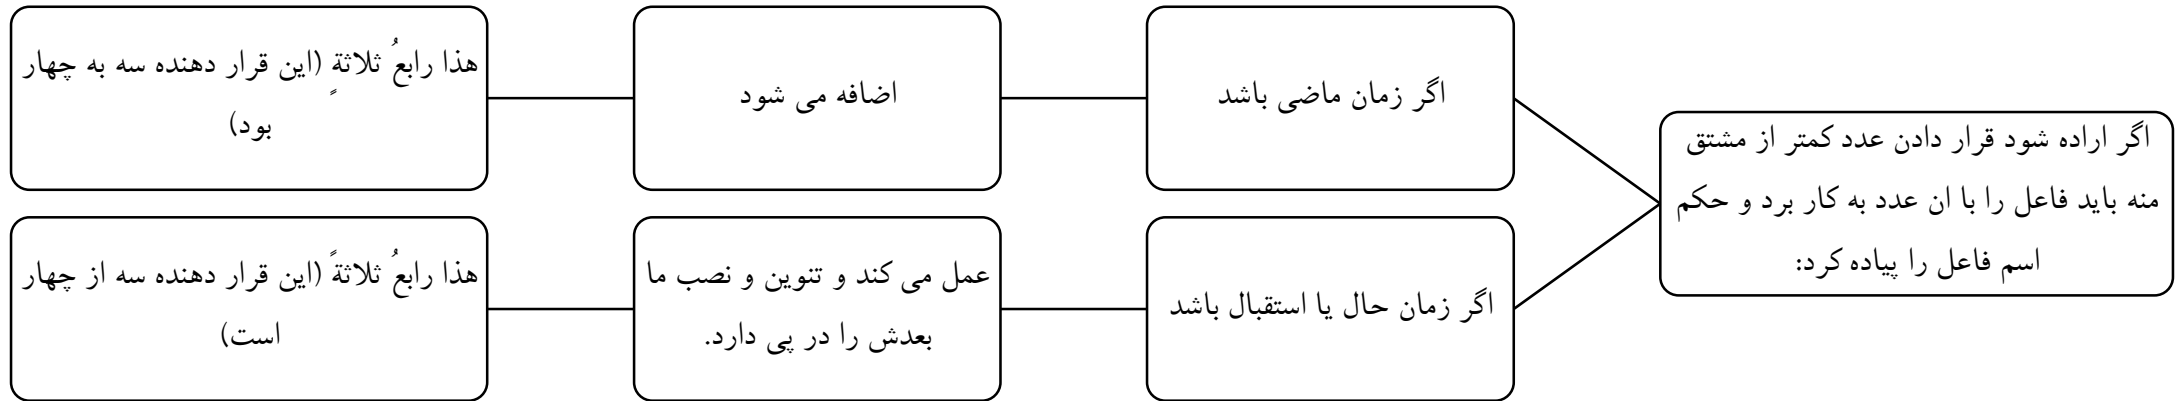 اگر اراده شود قرار دادن عدد کمتر از مشتق
منه باید فاعل را با ان عدد به کار برد و حکم
اسم فاعل را پیاده کرد:
اگر زمان ماضی باشد
اضافه می شود
هذا رابعُ ثلاثةٍ (این قرار دهنده سه به چهار
بود)
اگر زمان حال یا استقبال باشد
عمل می کند و تنوین و نصب ما
بعدش را در پی دارد.
هذا رابعُ ثلاثةً (این قرار دهنده سه از چهار
است)